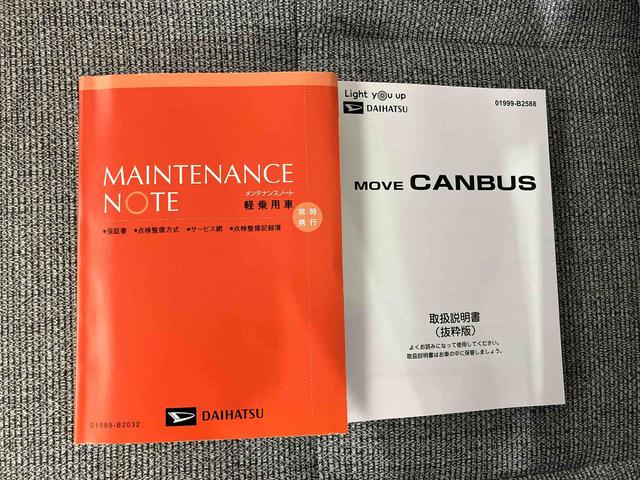 MAINTENANCE
NOTE
メンテナンスノート
軽乗用車
常時
携行
●保証書 ●点検整備方式 ●サービス網 ●点検整備記録簿
DAIHATSU
01989-B2032
Light you up
DAIHATSU
01999-B2588
MOVE CANBUS
取扱説明書
(抜粋版)
よくお読みになって使用してください。
取扱説明書はお車の中に保管しましょう。